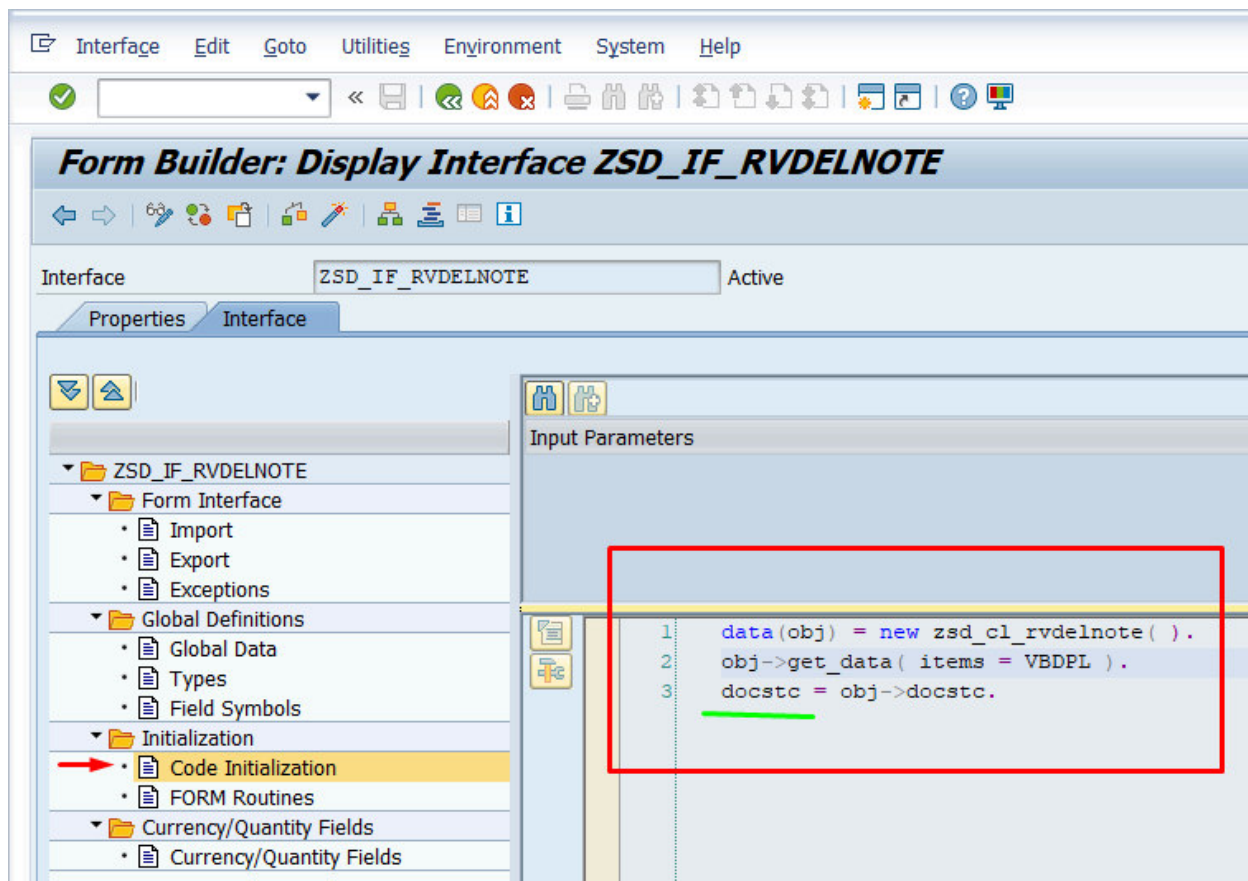 Interface Edit Goto Utilities Environment System Help
«
Form Builder: Display Interface ZSD_IF_RVDELNOTE
Interface ZSD_IF_RVDELNOTE Active
Properties Interface
Input Parameters
ZSD_IF_RVDELNOTE
Form Interface
Import
Export
Exceptions
Global Definitions
Global Data
Types
Field Symbols
Initialization
Code Initialization
FORM Routines
Currency/Quantity Fields
Currency/Quantity Fields
1 data(obj) = new zsd_cl_rvdelnote( ).
2 obj->get_data( items = VBDPL ).
3 docstc = obj->docstc.